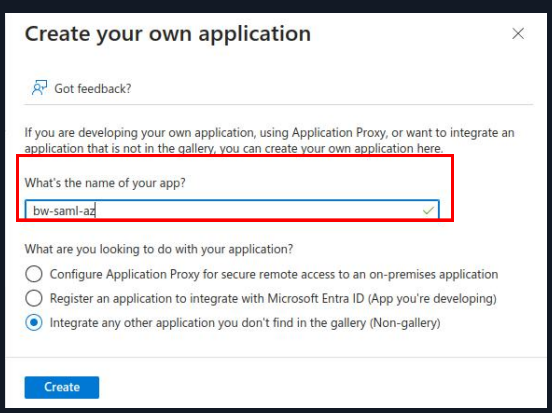 Create your own application
Got feedback?
If you are developing your own application, using Application Proxy, or want to integrate an
application that is not in the gallery, you can create your own application here.
What's the name of your app?
bw-saml-az
What are you looking to do with your application?
Configure Application Proxy for secure remote access to an on-premises application
Register an application to integrate with Microsoft Entra ID (App you're developing)
Integrate any other application you don't find in the gallery (Non-gallery)
Create